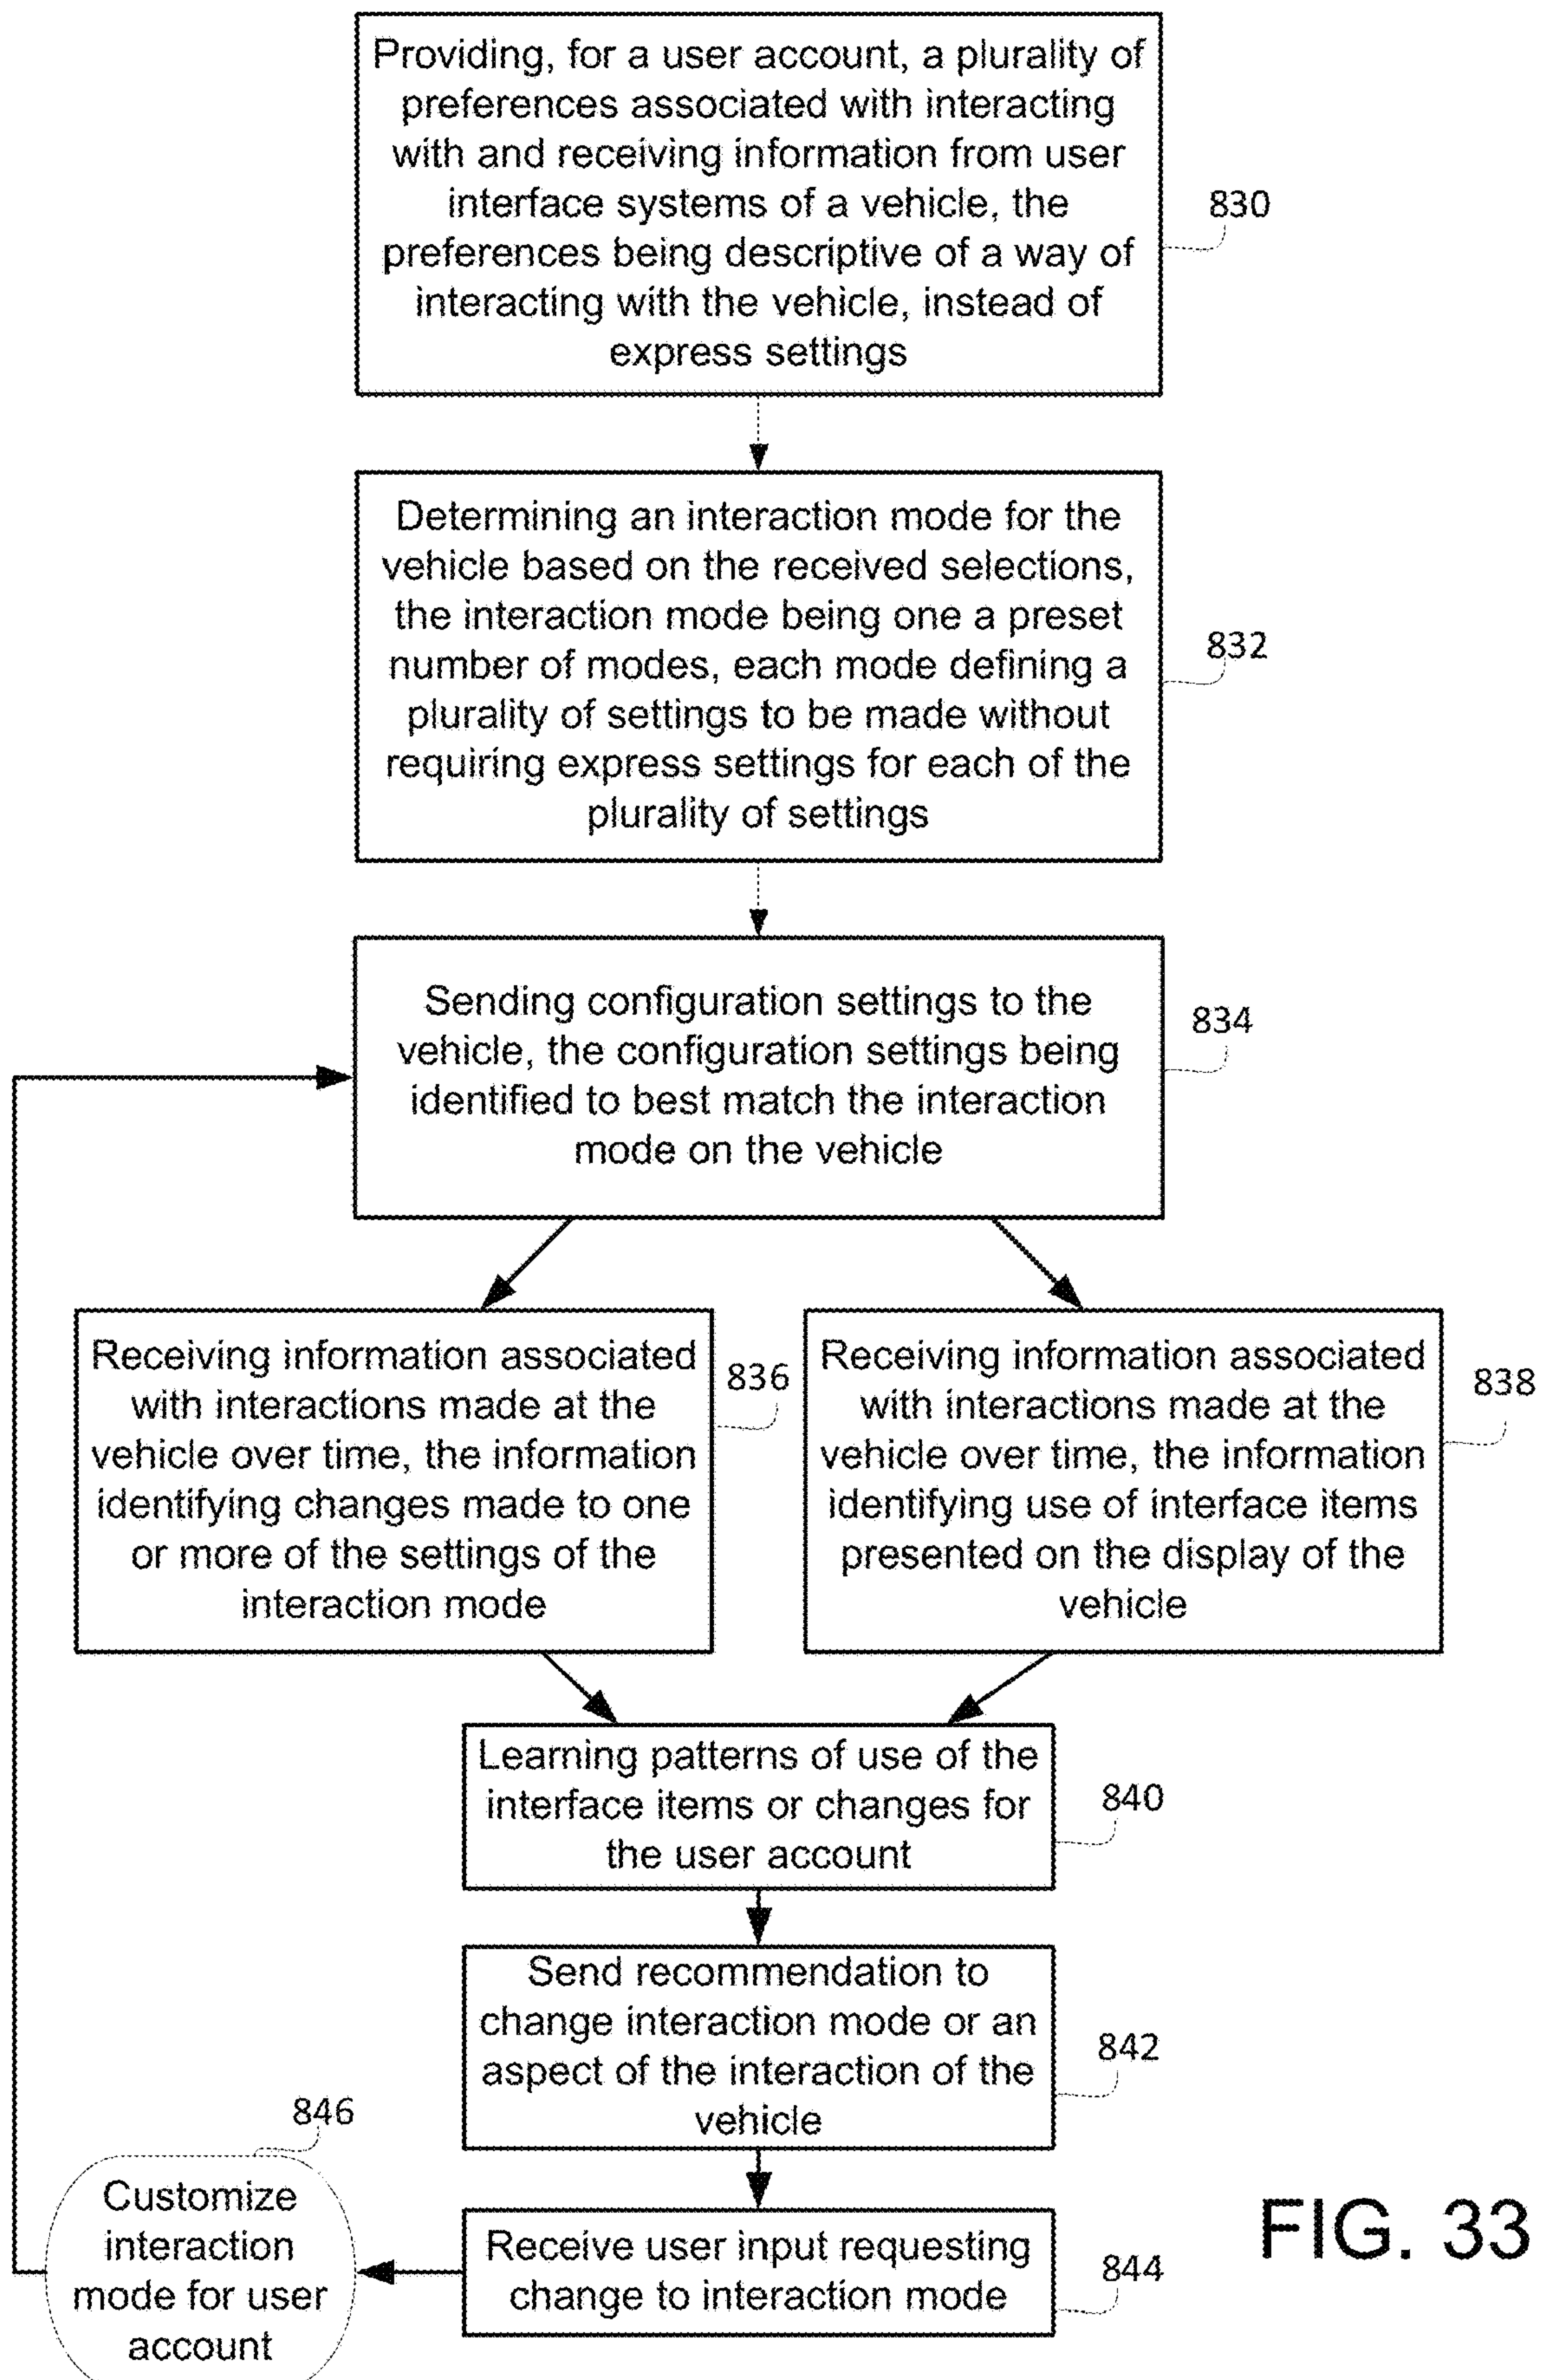 Providing, for a user account, a plurality of
preferences associated with interacting
with and receiving information from user
interface systems of a vehicle, the
preferences being descriptive of a way of
interacting with the vehicle, instead of
express settings
830
Determining an interaction mode for the
vehicle based on the received selections,
the interaction mode being one a preset
number of modes, each mode defining a
plurality of settings to be made without
requiring express settings for each of the
plurality of settings
832
Sending configuration settings to the
vehicle, the configuration settings being
identified to best match the interaction
mode on the vehicle
834
Receiving information associated
with interactions made at the
vehicle over time, the information
identifying changes made to one
or more of the settings of the
interaction mode
836
Receiving information associated
with interactions made at the
vehicle over time, the information
identifying use of interface items
presented on the display of the
vehicle
838
Learning patterns of use of the
interface items or changes for
the user account
840
Send recommendation to
change interaction mode or an
aspect of the interaction of the
vehicle
842
Receive user input requesting
change to interaction mode
844
846
Customize
interaction
mode for user
account
FIG. 33